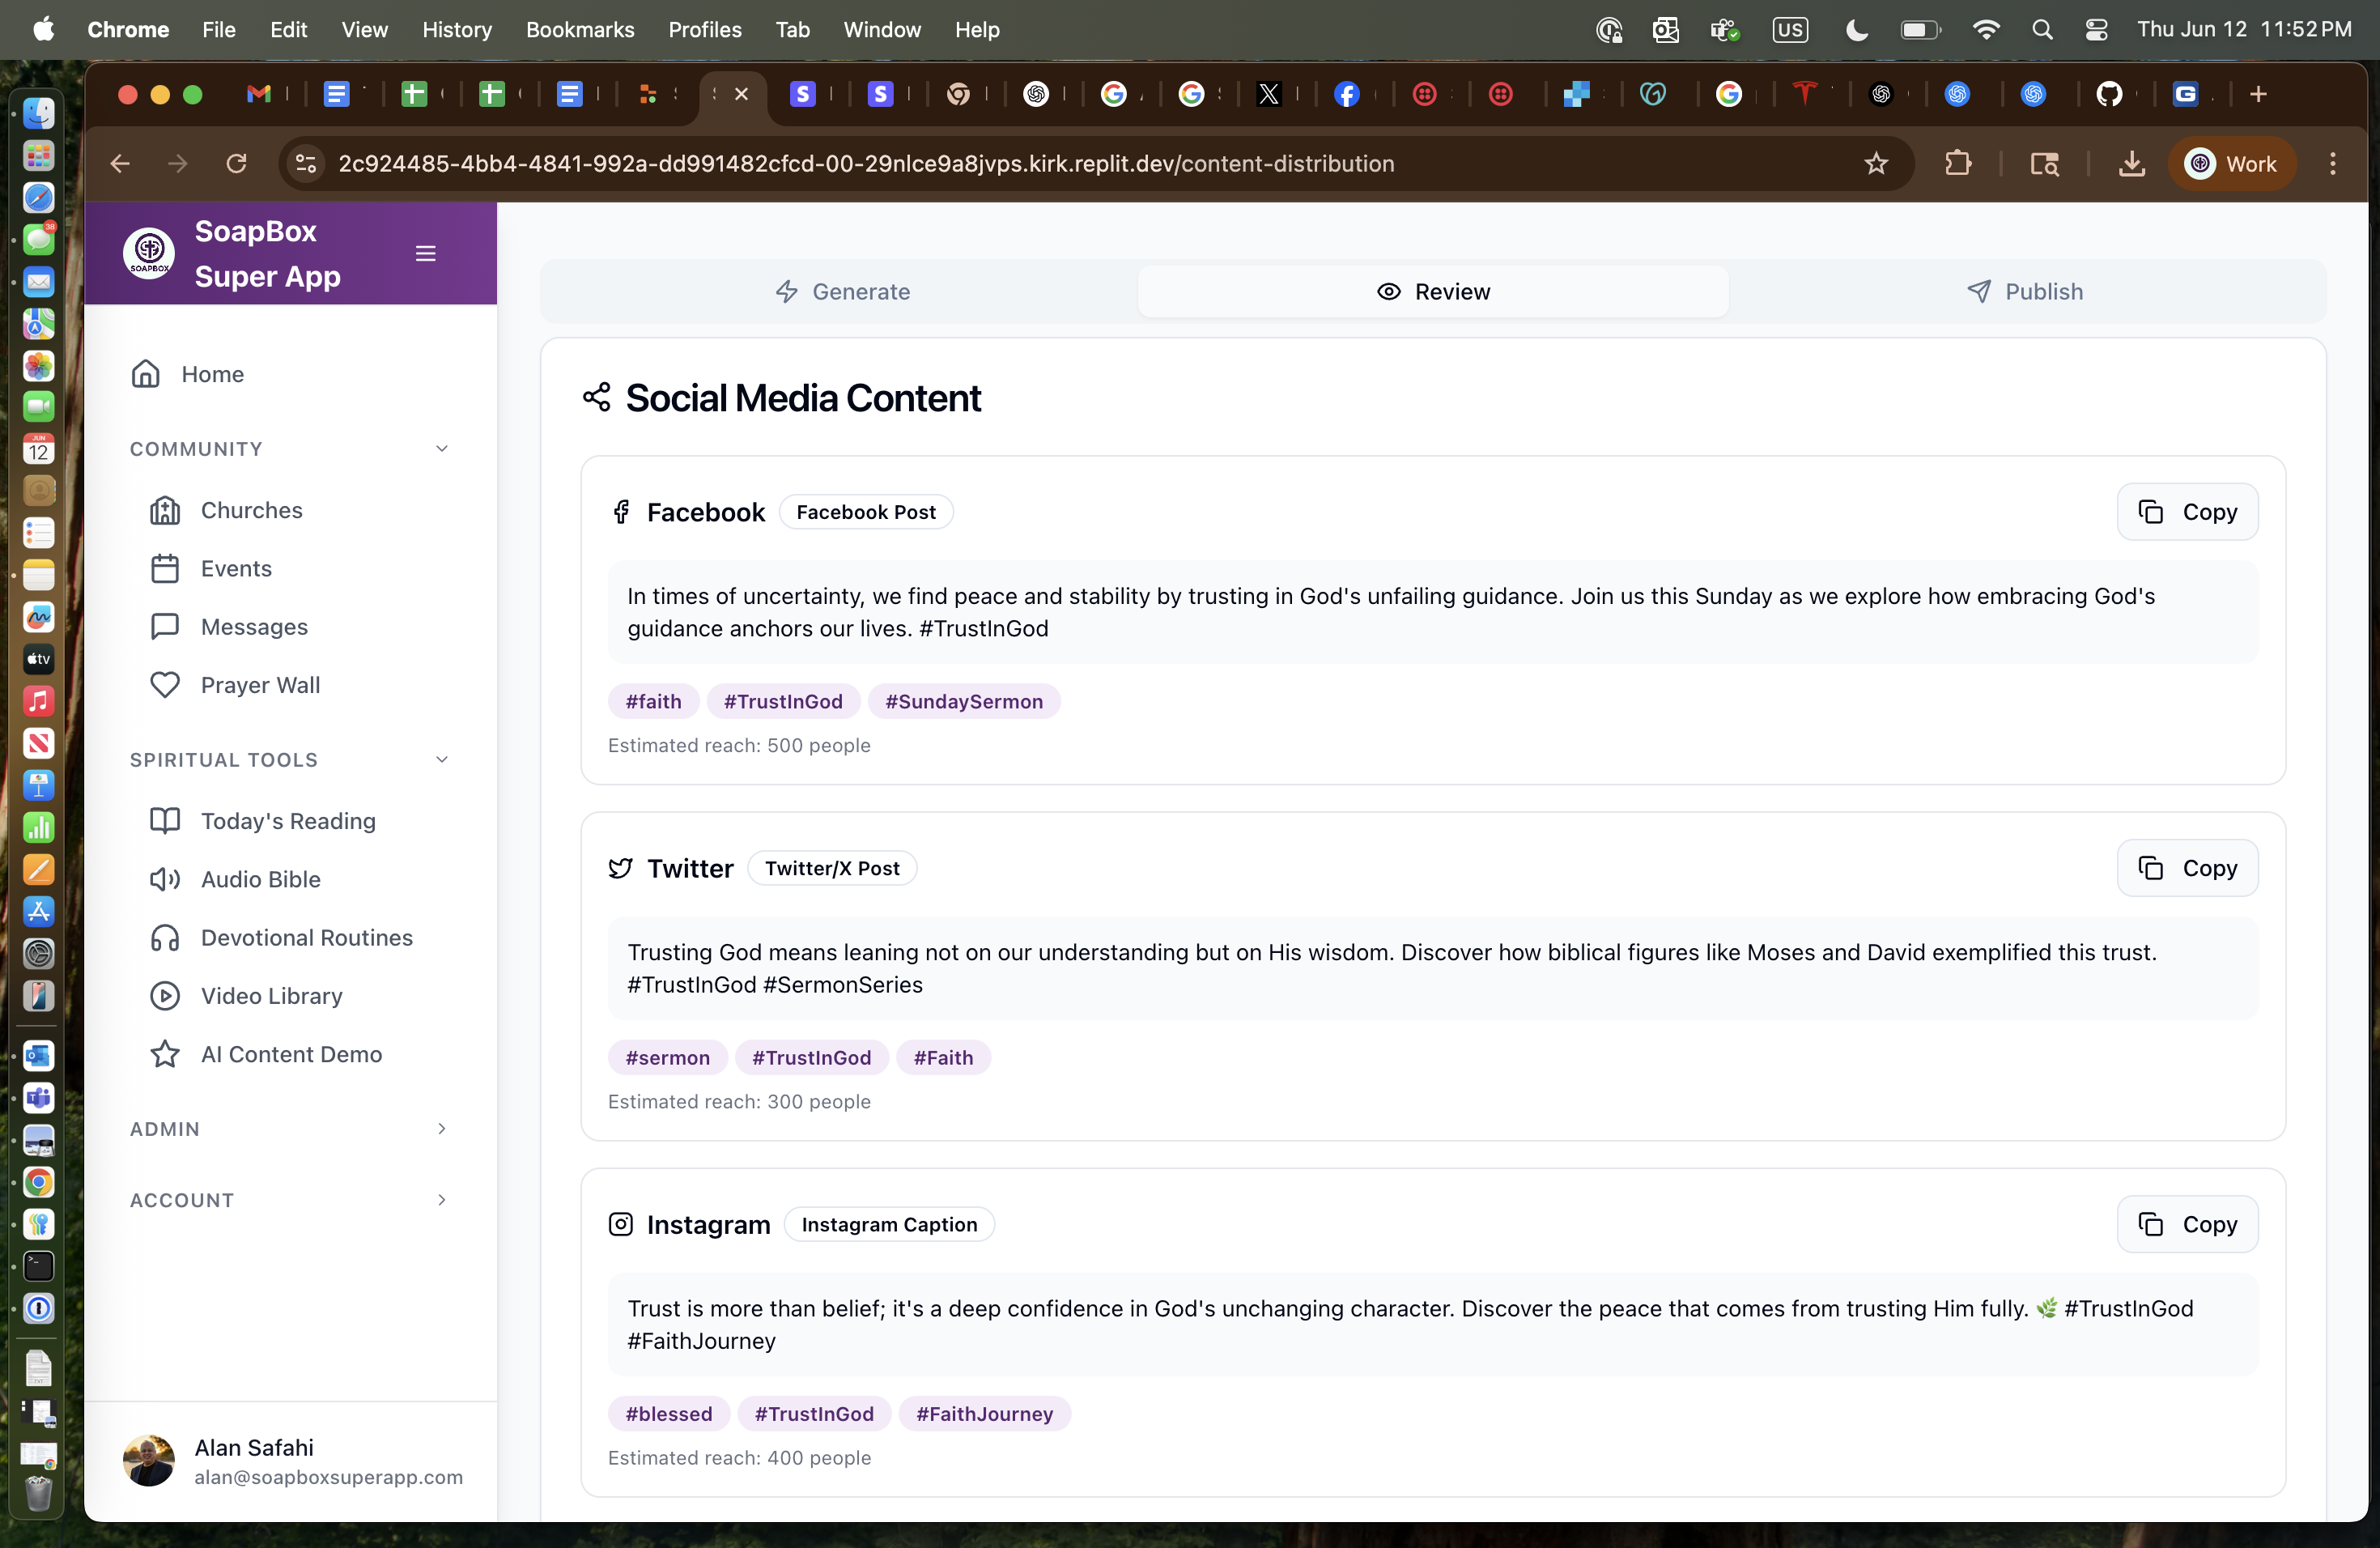 Chrome File Edit View History Bookmarks Profiles Tab Window Help US Thu Jun 12 11:52 PM
2c924485-4bb4-4841-992a-dd991482cfcd-00-29nlce9a8jvps.kirk.replit.dev/content-distribution
Work
SoapBox
Super App
SOAPBOX
Home
COMMUNITY
Churches
Events
Messages
Prayer Wall
SPIRITUAL TOOLS
Today's Reading
Audio Bible
Devotional Routines
Video Library
AI Content Demo
ADMIN
ACCOUNT
Alan Safahi
alan@soapboxsuperapp.com
Generate
Review
Publish
Social Media Content
Facebook Facebook Post Copy
In times of uncertainty, we find peace and stability by trusting in God's unfailing guidance. Join us this Sunday as we explore how embracing God's
guidance anchors our lives. #TrustInGod
#faith #TrustInGod #SundaySermon
Estimated reach: 500 people
Twitter Twitter/X Post Copy
Trusting God means leaning not on our understanding but on His wisdom. Discover how biblical figures like Moses and David exemplified this trust.
#TrustInGod #SermonSeries
#sermon #TrustInGod #Faith
Estimated reach: 300 people
Instagram Instagram Caption Copy
Trust is more than belief; it's a deep confidence in God's unchanging character. Discover the peace that comes from trusting Him fully. 🌿 #TrustInGod
#FaithJourney
#blessed #TrustInGod #FaithJourney
Estimated reach: 400 people
38
JUN
12
tv